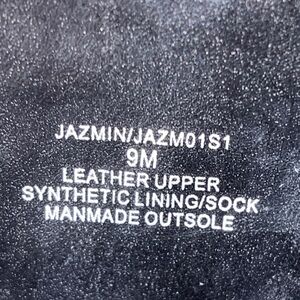 JAZMIN/JAZM01S1
9M
LEATHER UPPER
SYNTHETIC LINING/SOCK
MANMADE OUTSOLE